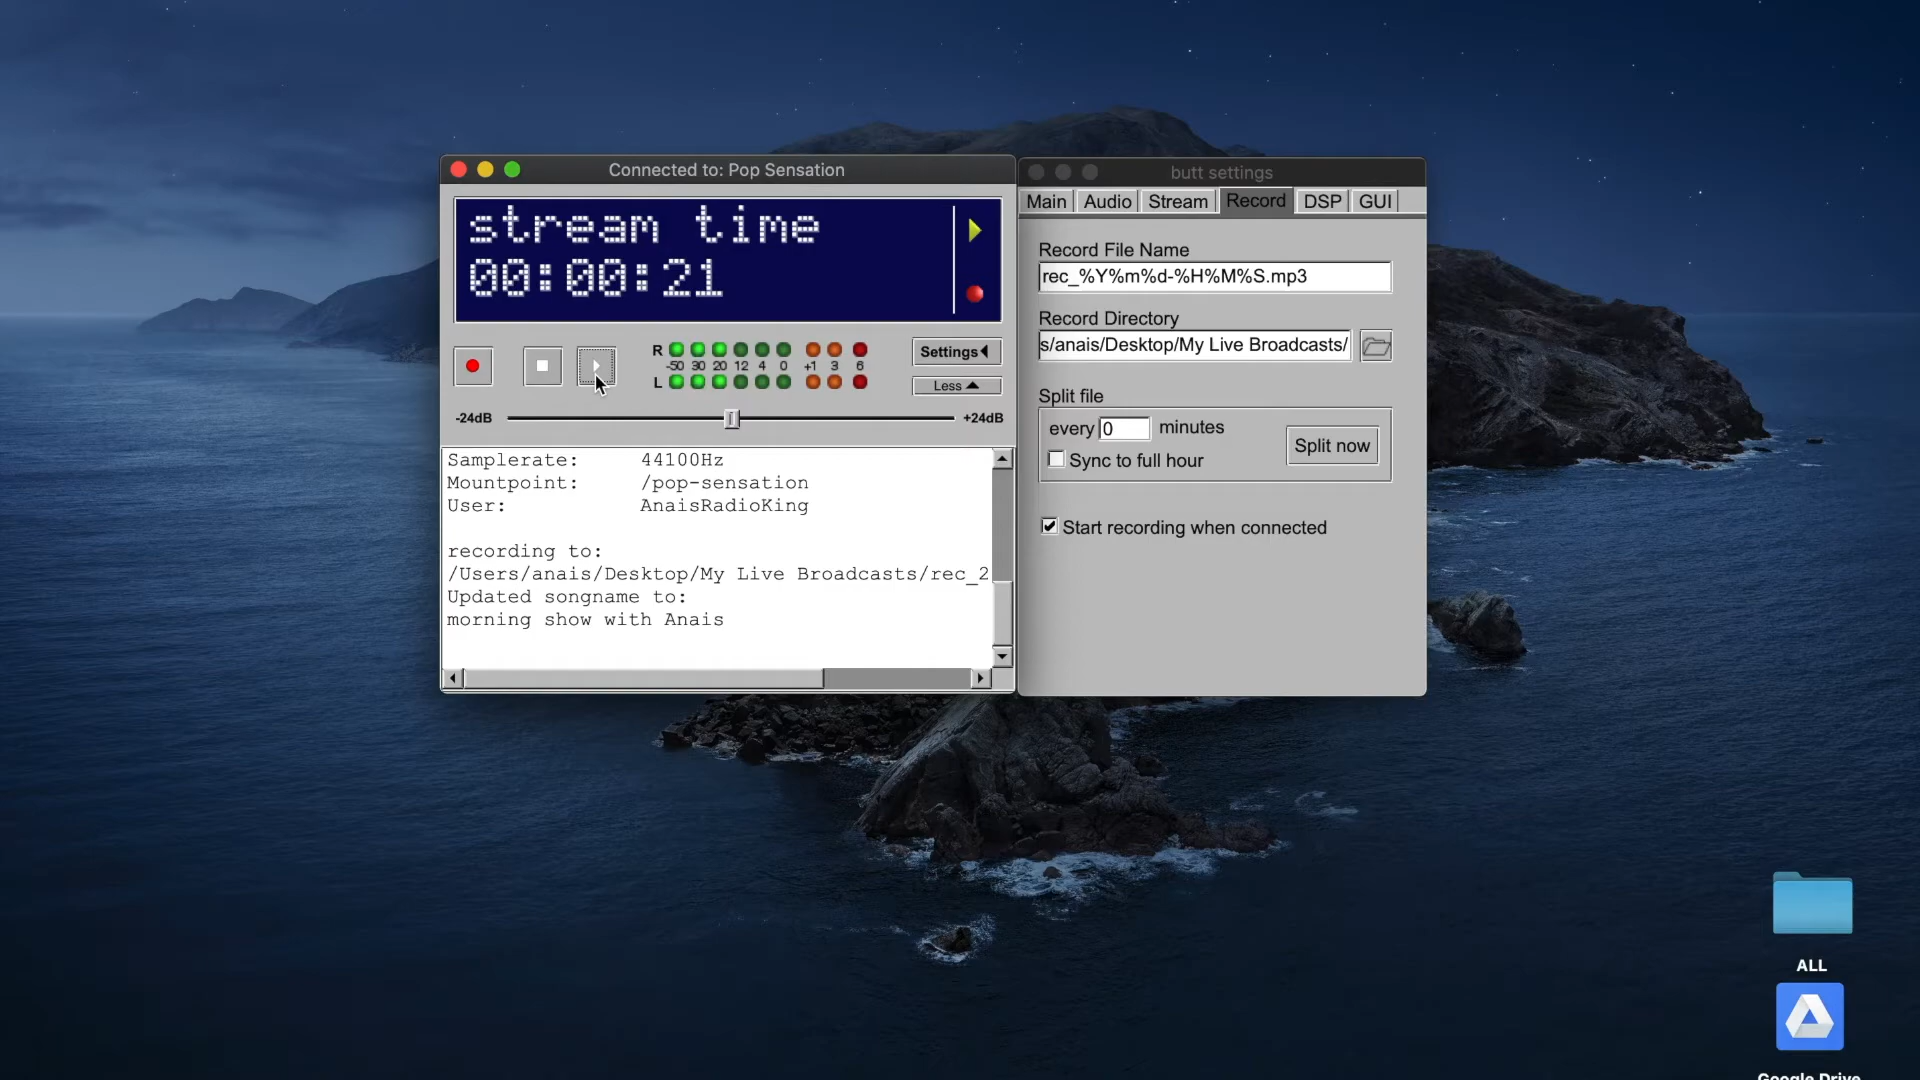 Connected to: Pop Sensation
stream time
00:00:21
R
-50 30 20 12 4 0 +1 3 6
L
Settings
Less
-24dB
+24dB
Samplerate: 44100Hz
Mountpoint: /pop-sensation
User: AnaisRadioKing
recording to:
/Users/anais/Desktop/My Live Broadcasts/rec_2
Updated songname to:
morning show with Anais
butt settings
Main Audio Stream Record DSP GUI
Record File Name
rec_%Y%m%d-%H%M%S.mp3
Record Directory
s/anais/Desktop/My Live Broadcasts/
Split file
every 0 minutes
Split now
Sync to full hour
Start recording when connected
ALL
Google Drive